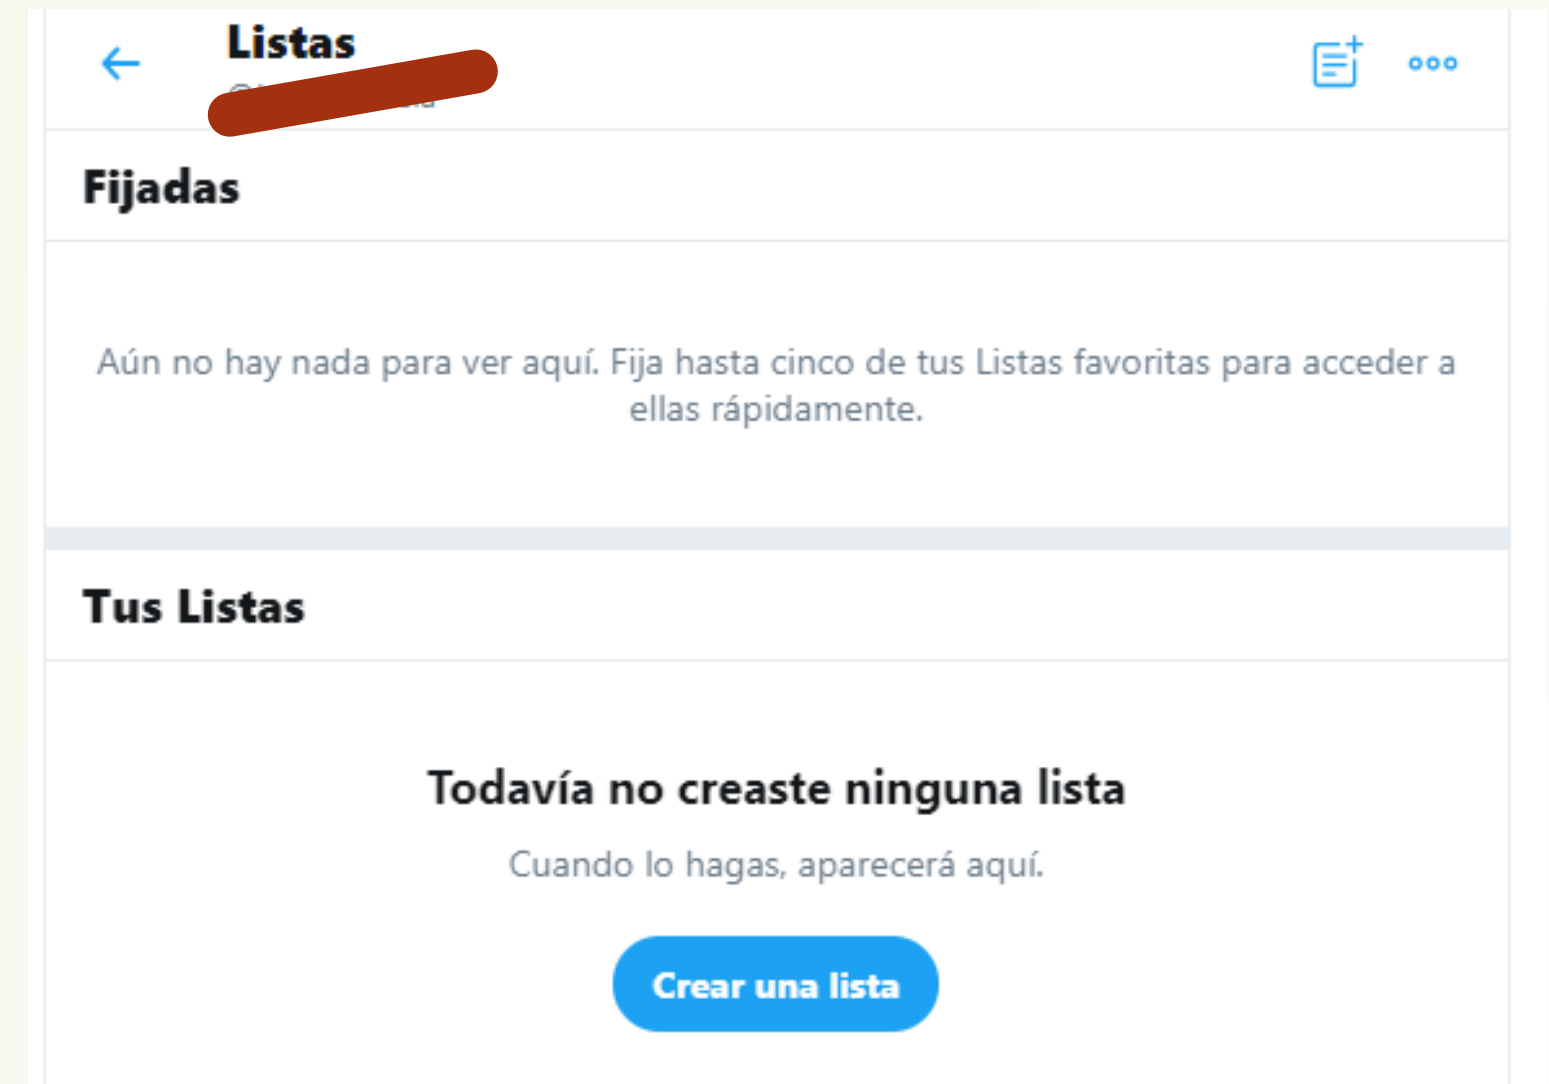 Listas
Fijadas
Aún no hay nada para ver aquí. Fija hasta cinco de tus Listas favoritas para acceder a
ellas rápidamente.
Tus Listas
Todavía no creaste ninguna lista
Cuando lo hagas, aparecerá aquí.
Crear una lista